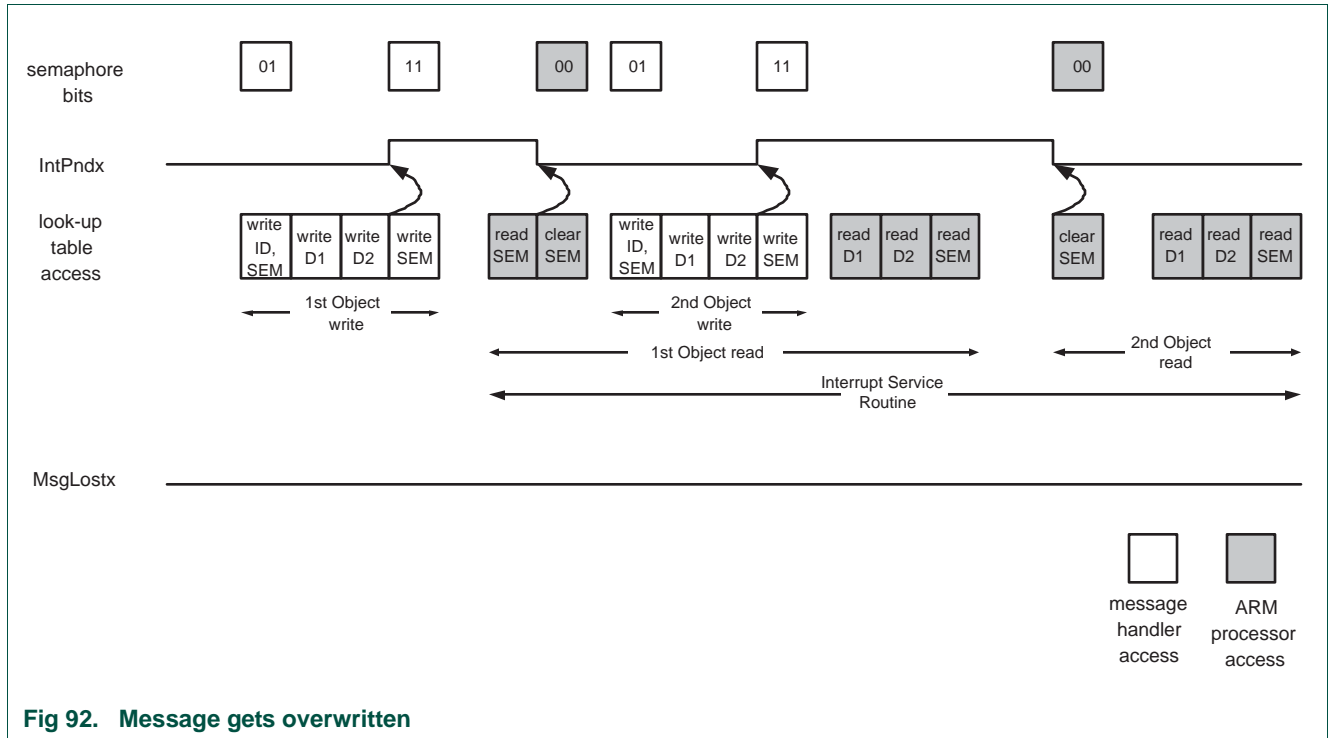 semaphore
bits
01
11
00
01
11
00
IntPndx
look-up
table
access
write
ID,
SEM
write
D1
write
D2
write
SEM
read
SEM
clear
SEM
write
ID,
SEM
write
D1
write
D2
write
SEM
read
D1
read
D2
read
SEM
clear
SEM
read
D1
read
D2
read
SEM
1st Object
write
2nd Object
write
1st Object read
2nd Object
read
Interrupt Service
Routine
MsgLostx
message
handler
access
ARM
processor
access
Fig 92. Message gets overwritten